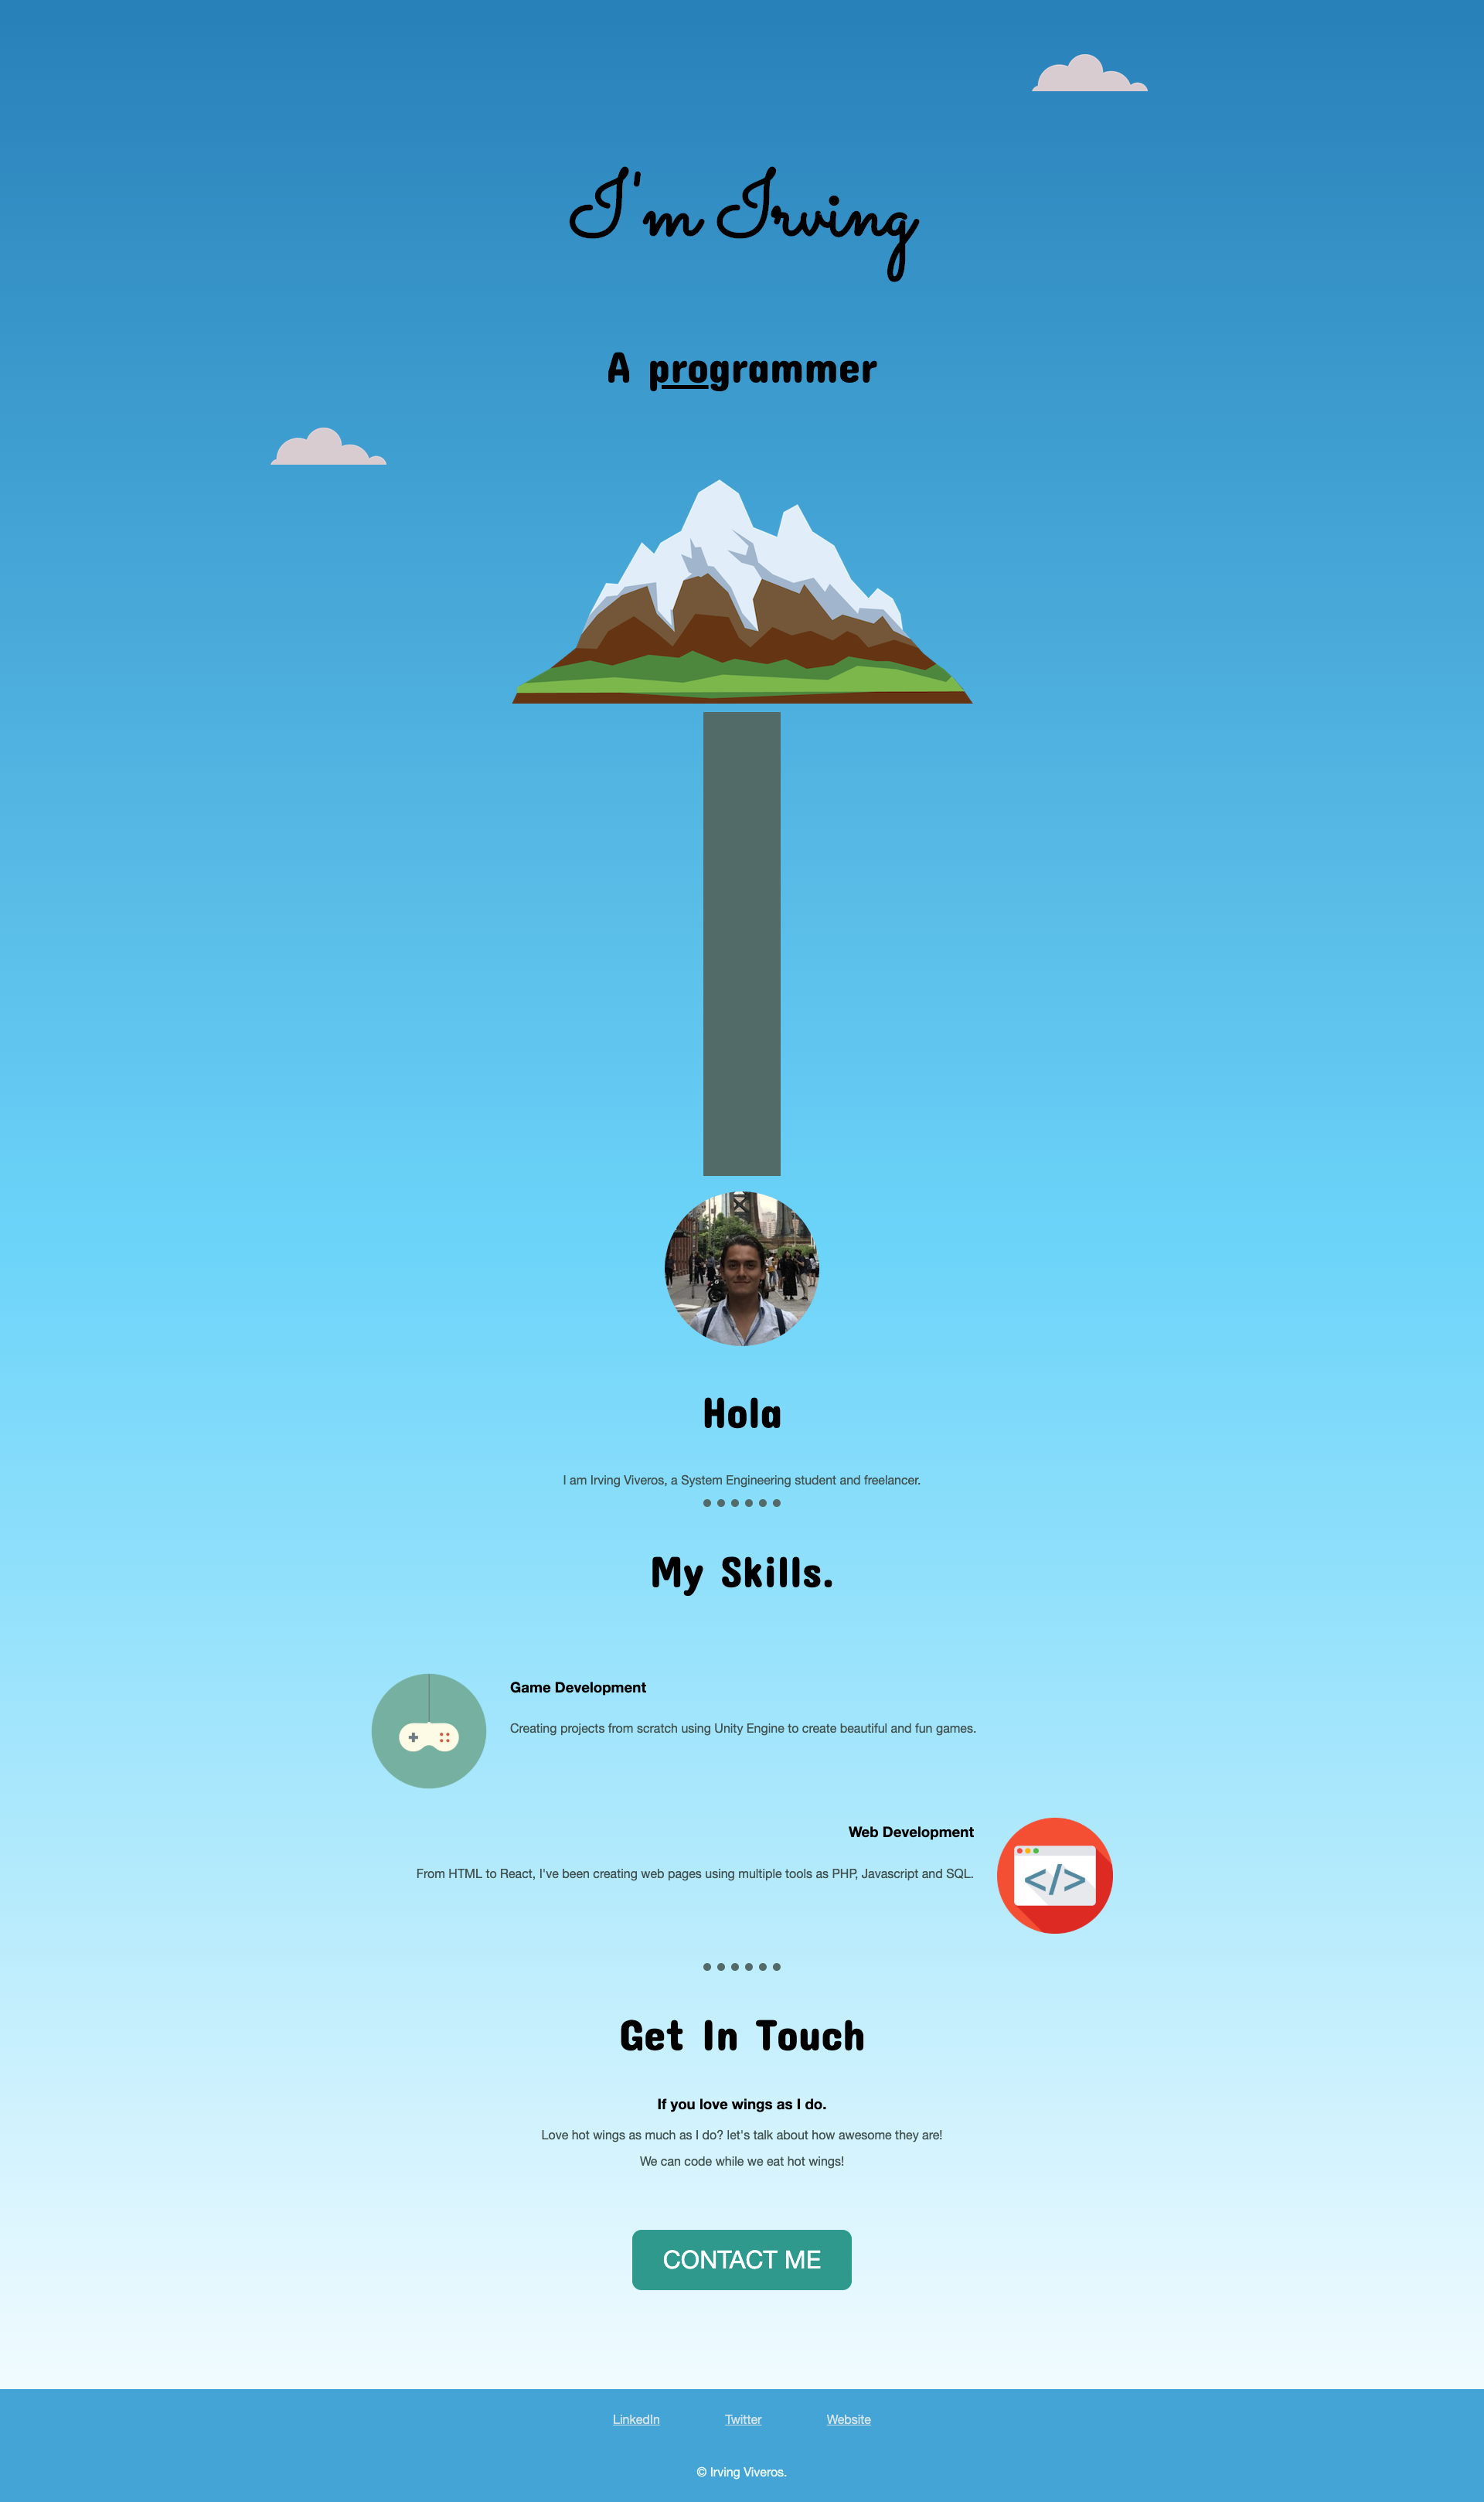 I'm Irving
A programmer
Hola
I am Irving Viveros, a System Engineering student and freelancer.
My Skills.
Game Development
Creating projects from scratch using Unity Engine to create beautiful and fun games.
Web Development
From HTML to React, I've been creating web pages using multiple tools as PHP, Javascript and SQL.
</>
Get In Touch
If you love wings as I do.
Love hot wings as much as I do? let's talk about how awesome they are!
We can code while we eat hot wings!
CONTACT ME
LinkedIn Twitter Website
© Irving Viveros.